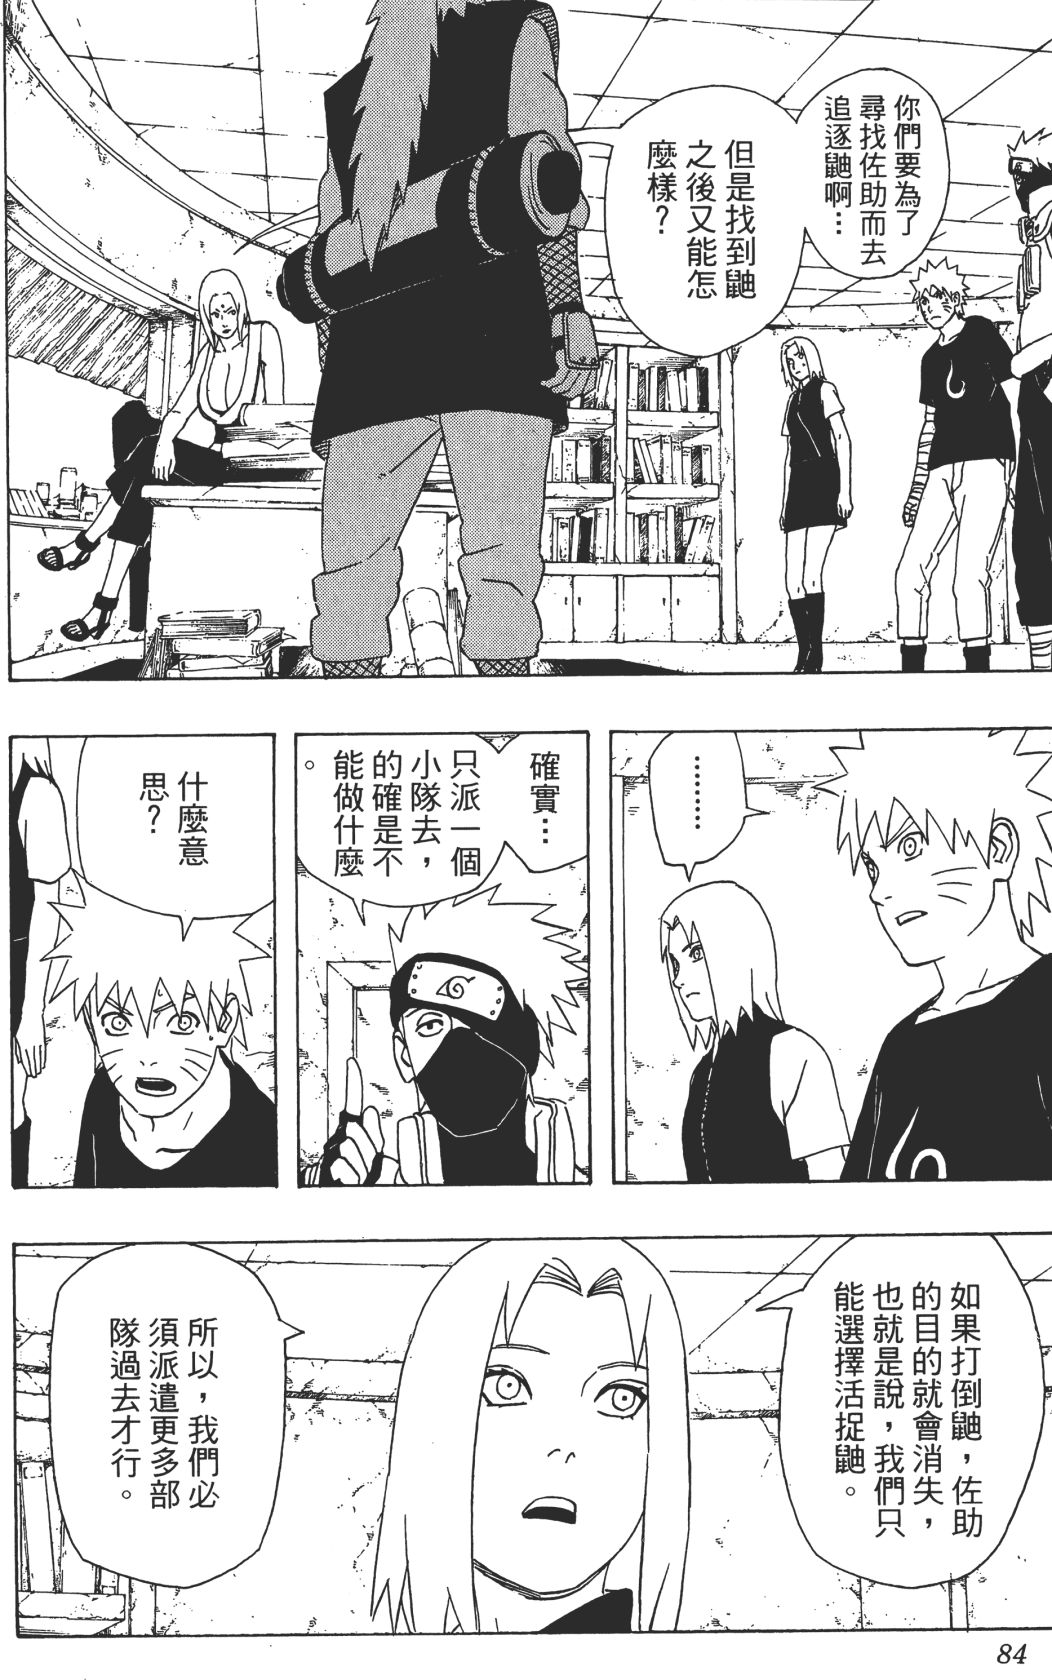 你們要為了
尋找佐助而去
追逐鼬啊…
但是找到鼬
之後又能怎
麼樣？
………
確實…
只派一個
小隊去，
的確是不
能做什麼
。
什麼意
思？
如果打倒鼬，佐助
的目的就會消失，
也就是說，我們只
能選擇活捉鼬。
所以，我們必
須派遣更多部
隊過去才行。
84